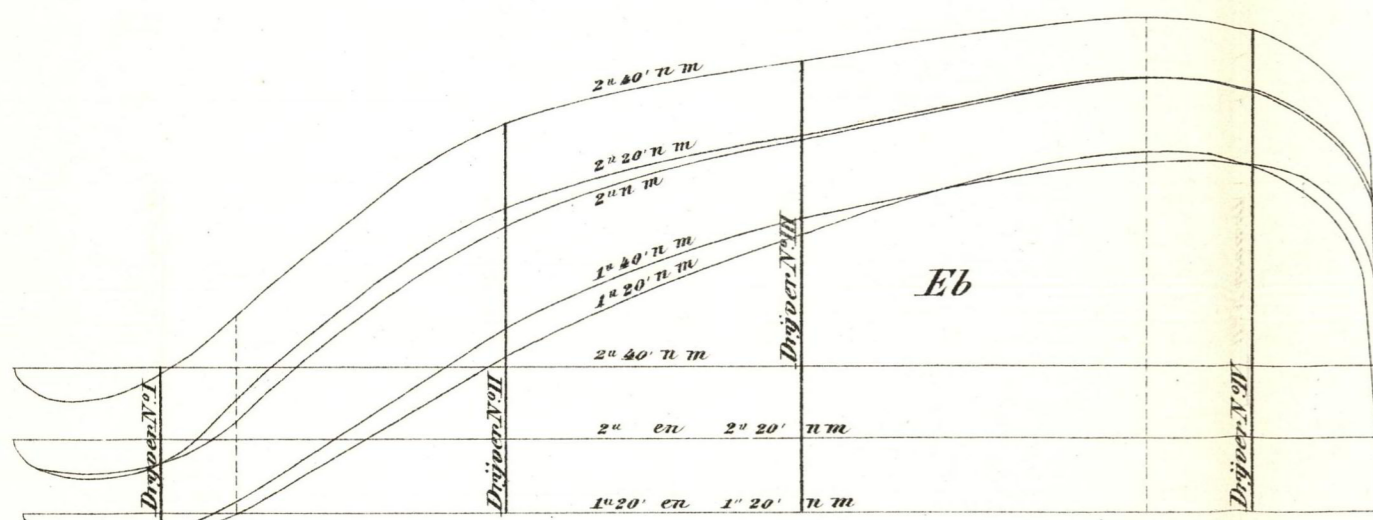 2ᵘ 40' n m
2ᵘ 20' n m
2ᵘ n m
1ᵘ 40' n m
1ᵘ 20' n m
Eb
2ᵘ 40' n m
2ᵘ en 2ᵘ 20' n m
1ᵘ 20' en 1ᵘ 20' n m
Drijver Nº I
Drijver Nº II
Drijver Nº III
Drijver Nº IV